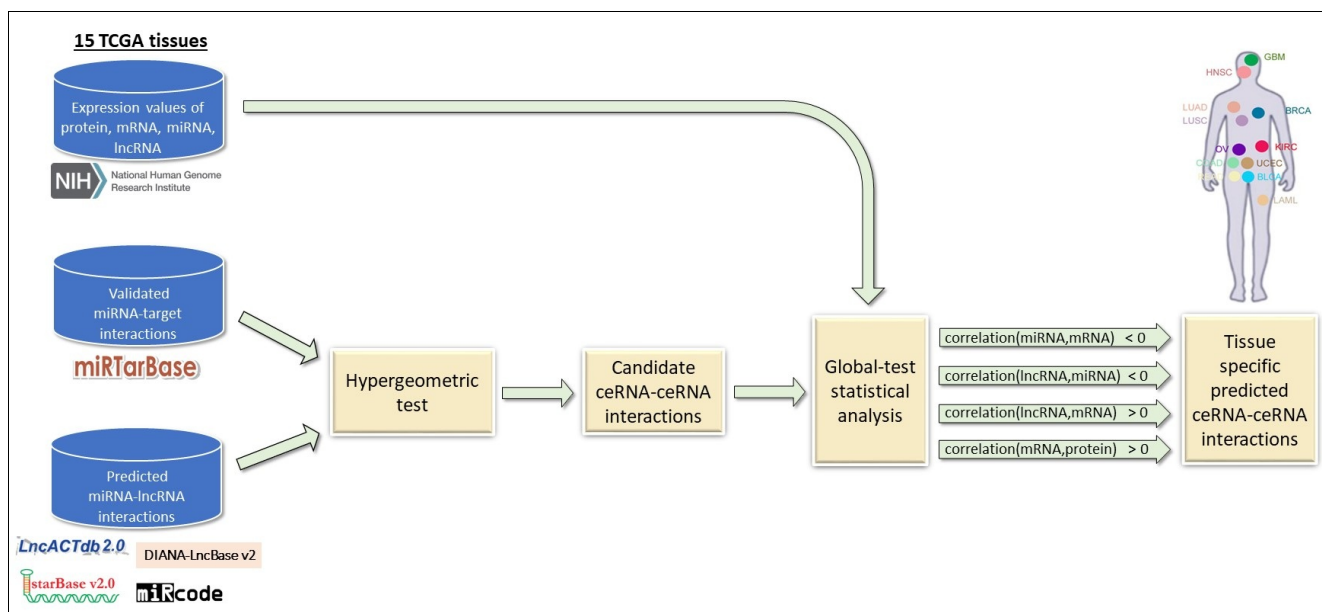 15 TCGA tissues
Expression values of
protein, mRNA, miRNA,
lncRNA
NIH
National Human Genome
Research Institute
Validated
miRNA-target
interactions
miRTarBase
Predicted
miRNA-lncRNA
interactions
LncACTdb 2.0
DIANA-LncBase v2
starBase v2.0
miRcode
Hypergeometric
test
Candidate
ceRNA-ceRNA
interactions
Global-test
statistical
analysis
correlation(miRNA,mRNA) < 0
correlation(lncRNA,miRNA) < 0
correlation(lncRNA,mRNA) > 0
correlation(mRNA,protein) > 0
Tissue
specific
predicted
ceRNA-ceRNA
interactions
GBM
HNSC
LUAD
BRCA
LUSC
OV
KIRC
COAD
UCEC
BLCA
LAML